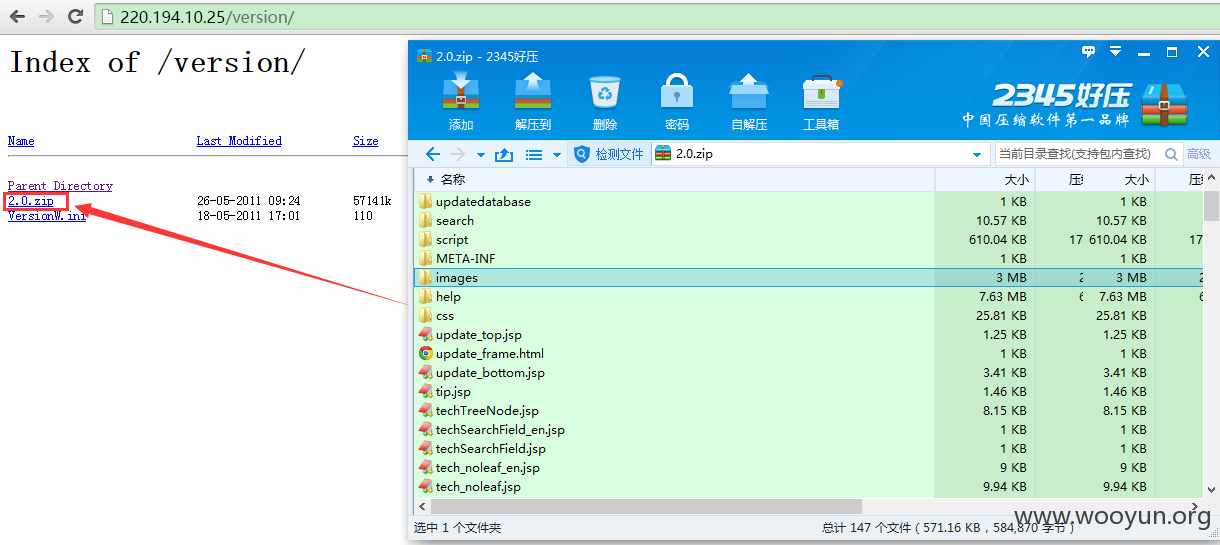 220.194.10.25/version/
Index of /version/
Name Last Modified Size
Parent Directory
2.0.zip 26-05-2011 09:24 57141k
VersionW.ini 18-05-2011 17:01 110
2.0.zip - 2345好压
添加 解压到 删除 密码 自解压 工具箱
2345好压
中国压缩软件第一品牌
检测文件 2.0.zip 当前目录查找(支持包内查找) 高级
名称 大小 压 大小 压
updatedatabase 1 KB 1 KB
search 10.57 KB 10.57 KB
script 610.04 KB 17 610.04 KB 17
META-INF 1 KB 1 KB
images 3 MB 2 3 MB 2
help 7.63 MB 6 7.63 MB 6
css 25.81 KB 25.81 KB
update_top.jsp 1.25 KB 1.25 KB
update_frame.html 1 KB 1 KB
update_bottom.jsp 3.41 KB 3.41 KB
tip.jsp 1.46 KB 1.46 KB
techTreeNode.jsp 8.15 KB 8.15 KB
techSearchField_en.jsp 1 KB 1 KB
techSearchField.jsp 1 KB 1 KB
tech_noleaf_en.jsp 9 KB 9 KB
tech_noleaf.jsp 9.94 KB 9.94 KB
选中 1 个文件夹 总计 147 个文件 ( 571.16 KB , 584,870 字节 )
www.wooyun.org